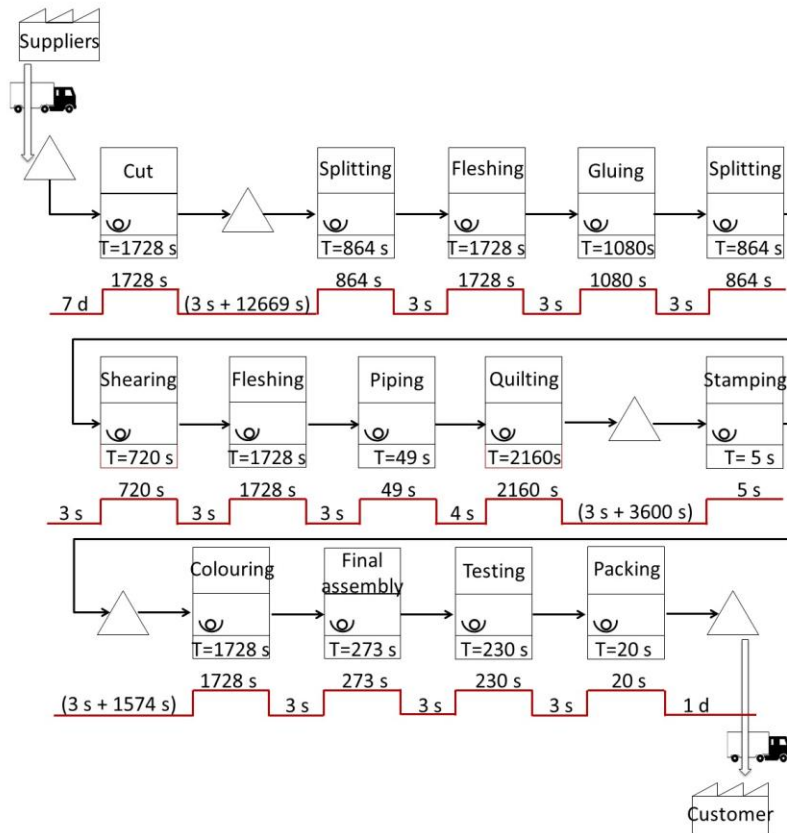 Suppliers
Cut Splitting Fleshing Gluing Splitting
T=1728 s T=864 s T=1728 s T=1080s T=864 s
1728 s 864 s 1728 s 1080 s 864 s
7 d (3 s + 12669 s) 3 s 3 s 3 s
Shearing Fleshing Piping Quilting Stamping
T=720 s T=1728 s T=49 s T=2160s T= 5 s
720 s 1728 s 49 s 2160 s 5 s
3 s 3 s 3 s 4 s (3 s + 3600 s)
Colouring Final assembly Testing Packing
T=1728 s T=273 s T=230 s T=20 s
1728 s 273 s 230 s 20 s
(3 s + 1574 s) 3 s 3 s 3 s 1 d
Customer